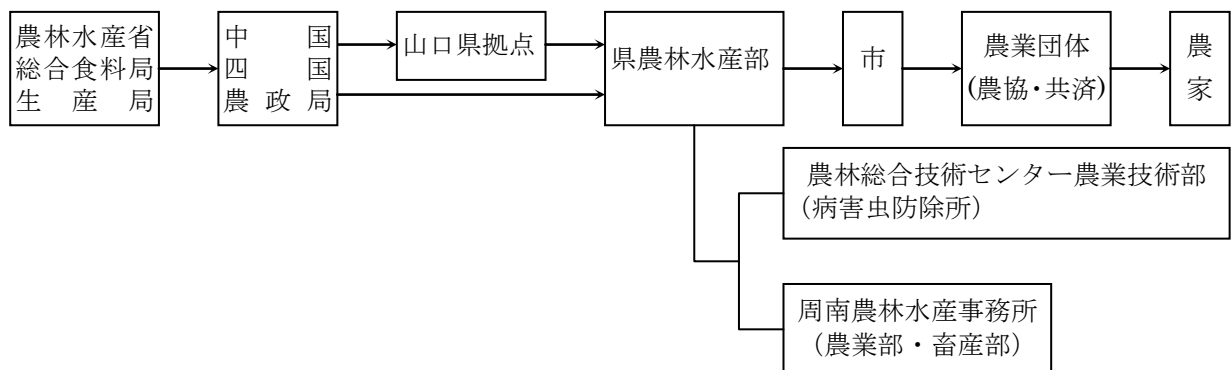 農林水産省
総合食料局
生産局
中国
四国
農政局
山口県拠点
県農林水産部
市
農業団体
(農協・共済)
農
家
農林総合技術センター農業技術部
（病害虫防除所）
周南農林水産事務所
（農業部・畜産部）